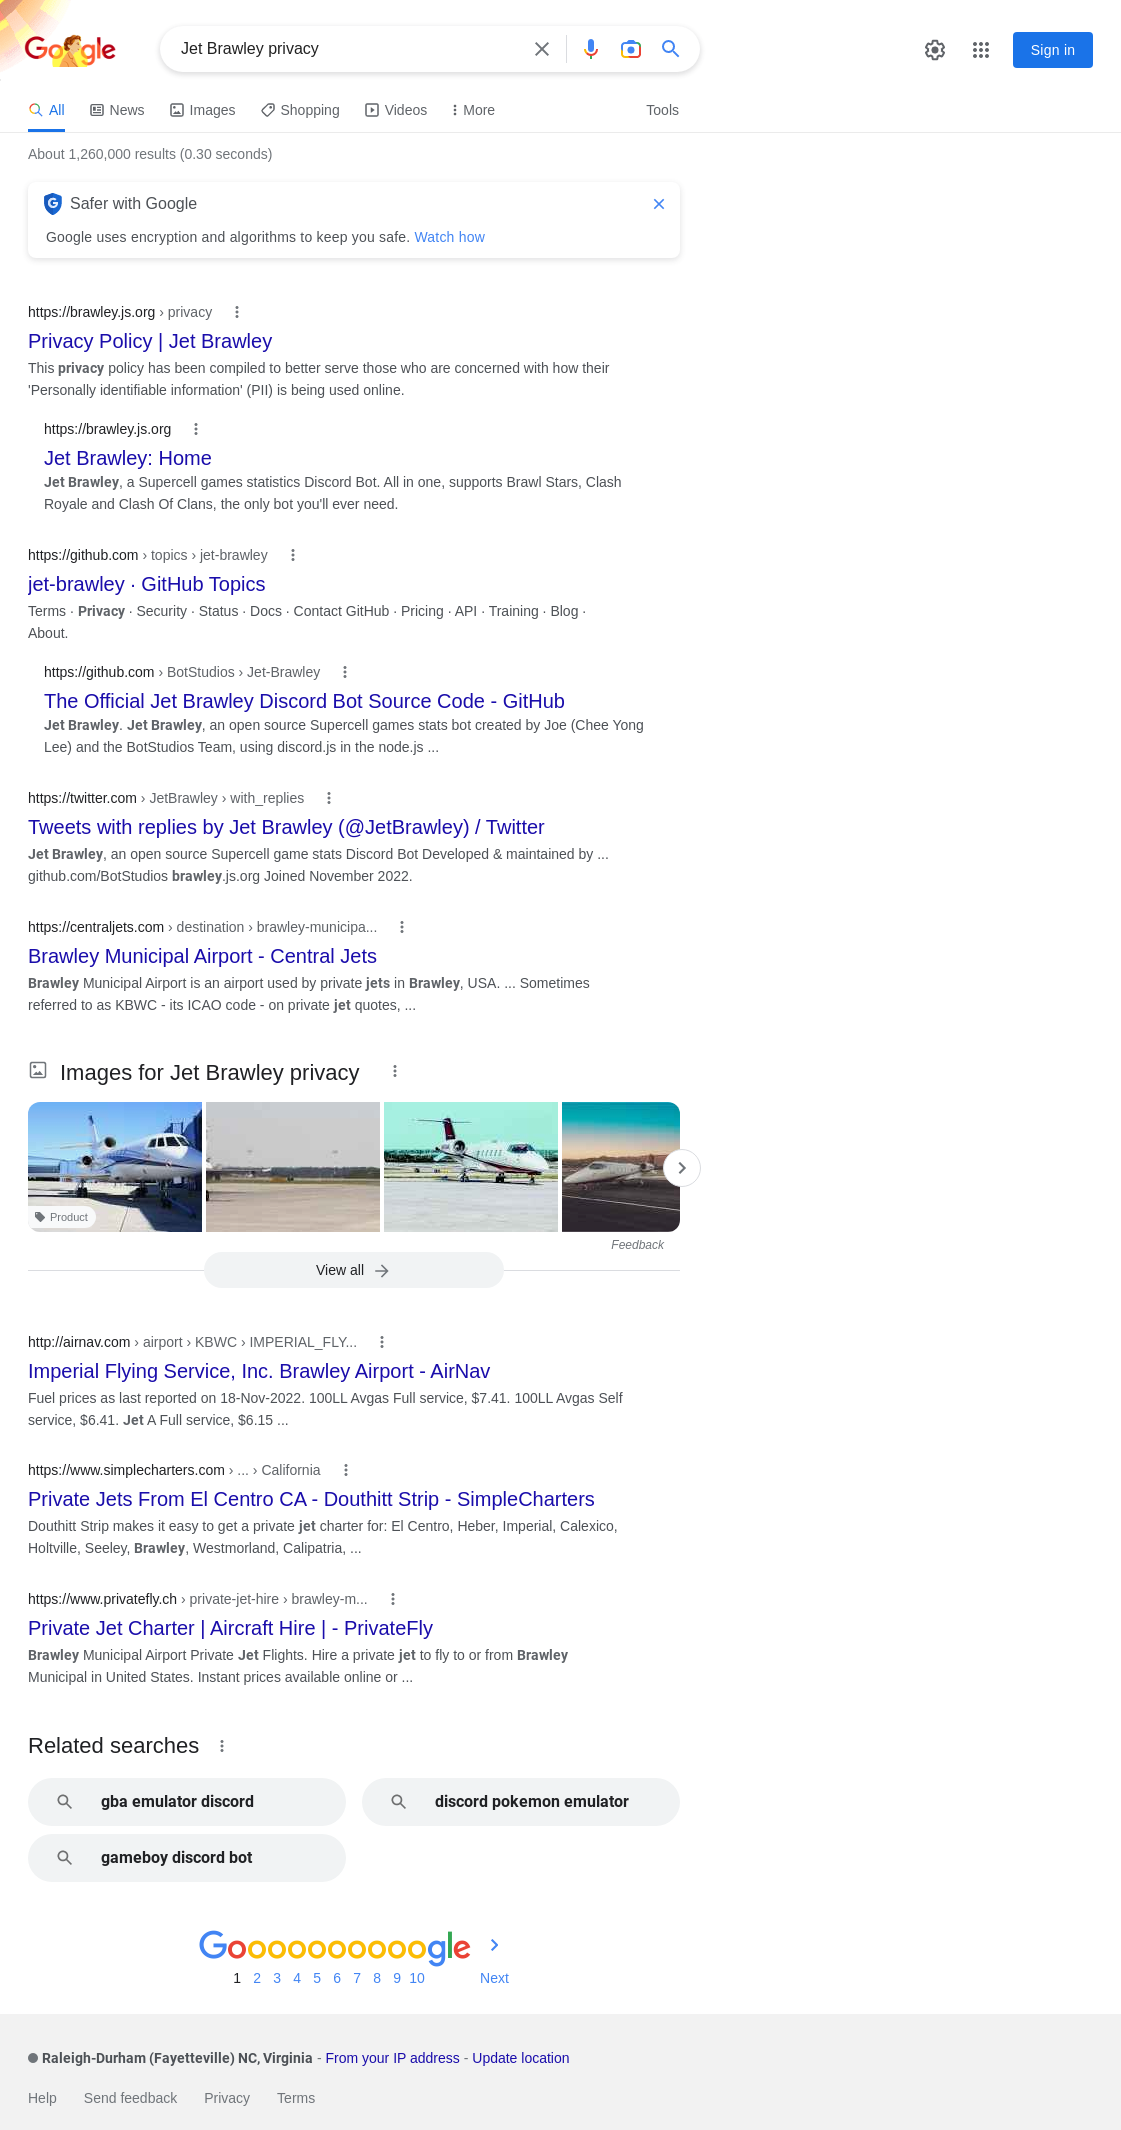 Google
Jet Brawley privacy
Sign in
All News Images Shopping Videos More Tools
About 1,260,000 results (0.30 seconds)
Safer with Google
Google uses encryption and algorithms to keep you safe. Watch how
https://brawley.js.org › privacy
Privacy Policy | Jet Brawley
This privacy policy has been compiled to better serve those who are concerned with how their
'Personally identifiable information' (PII) is being used online.
https://brawley.js.org
Jet Brawley: Home
Jet Brawley, a Supercell games statistics Discord Bot. All in one, supports Brawl Stars, Clash
Royale and Clash Of Clans, the only bot you'll ever need.
https://github.com › topics › jet-brawley
jet-brawley · GitHub Topics
Terms · Privacy · Security · Status · Docs · Contact GitHub · Pricing · API · Training · Blog ·
About.
https://github.com › BotStudios › Jet-Brawley
The Official Jet Brawley Discord Bot Source Code - GitHub
Jet Brawley. Jet Brawley, an open source Supercell games stats bot created by Joe (Chee Yong
Lee) and the BotStudios Team, using discord.js in the node.js ...
https://twitter.com › JetBrawley › with_replies
Tweets with replies by Jet Brawley (@JetBrawley) / Twitter
Jet Brawley, an open source Supercell game stats Discord Bot Developed & maintained by ...
github.com/BotStudios brawley.js.org Joined November 2022.
https://centraljets.com › destination › brawley-municipa...
Brawley Municipal Airport - Central Jets
Brawley Municipal Airport is an airport used by private jets in Brawley, USA. ... Sometimes
referred to as KBWC - its ICAO code - on private jet quotes, ...
Images for Jet Brawley privacy
Product
Feedback
View all
http://airnav.com › airport › KBWC › IMPERIAL_FLY...
Imperial Flying Service, Inc. Brawley Airport - AirNav
Fuel prices as last reported on 18-Nov-2022. 100LL Avgas Full service, $7.41. 100LL Avgas Self
service, $6.41. Jet A Full service, $6.15 ...
https://www.simplecharters.com › ... › California
Private Jets From El Centro CA - Douthitt Strip - SimpleCharters
Douthitt Strip makes it easy to get a private jet charter for: El Centro, Heber, Imperial, Calexico,
Holtville, Seeley, Brawley, Westmorland, Calipatria, ...
https://www.privatefly.ch › private-jet-hire › brawley-m...
Private Jet Charter | Aircraft Hire | - PrivateFly
Brawley Municipal Airport Private Jet Flights. Hire a private jet to fly to or from Brawley
Municipal in United States. Instant prices available online or ...
Related searches
gba emulator discord
discord pokemon emulator
gameboy discord bot
Goooooooooogle
1 2 3 4 5 6 7 8 9 10 Next
Raleigh-Durham (Fayetteville) NC, Virginia - From your IP address - Update location
Help Send feedback Privacy Terms